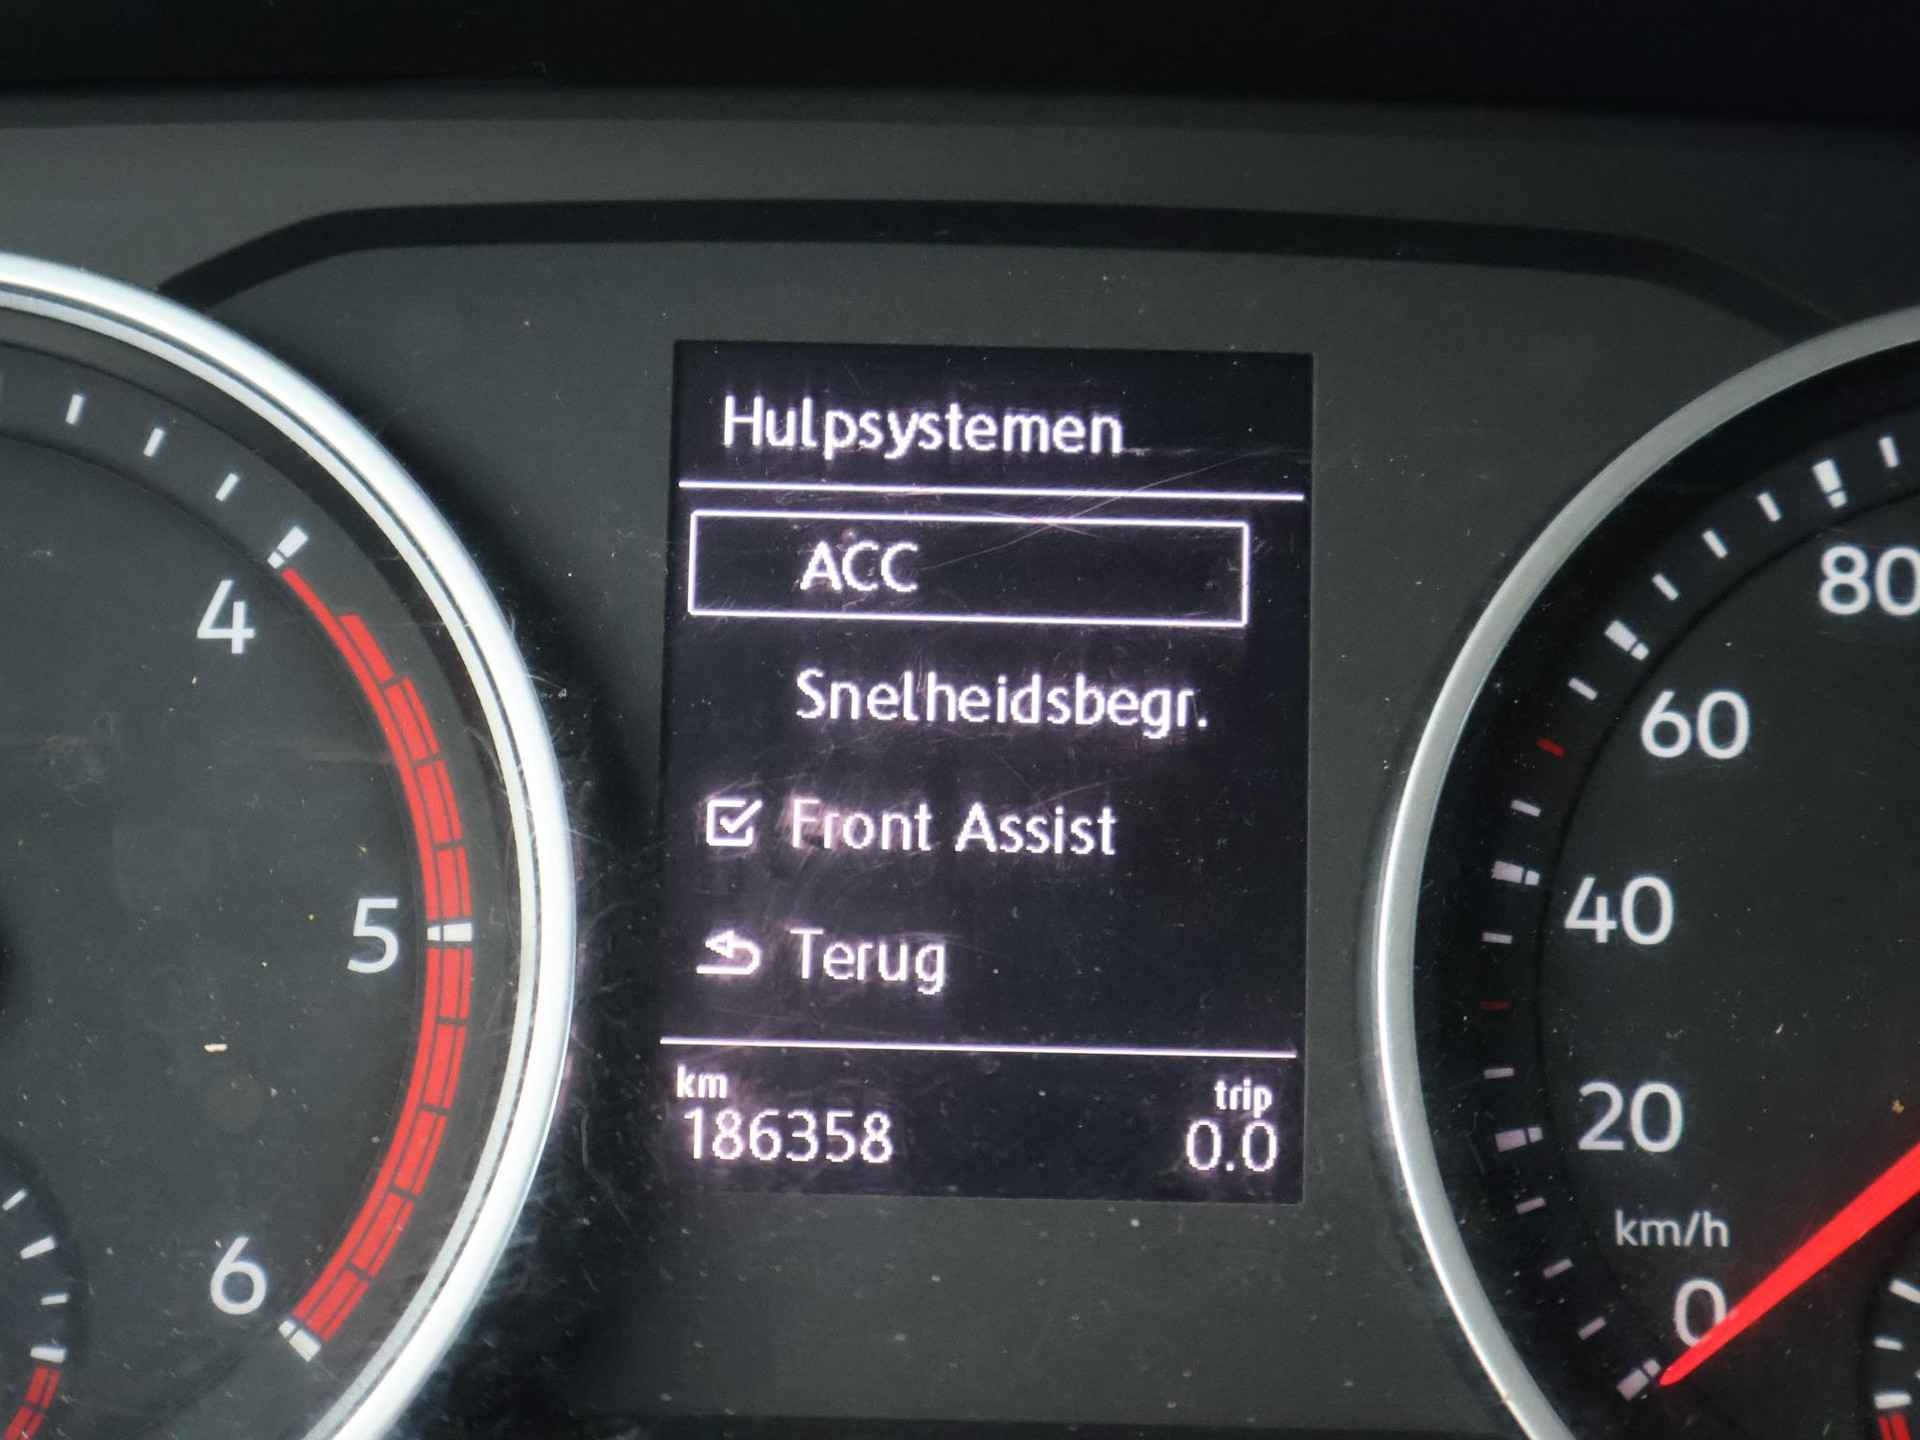 Hulpsystemen
ACC
Snelheidsbegr.
Front Assist
Terug
km
trip
186358
0.0
4
5
6
80
60
40
20
km/h
0